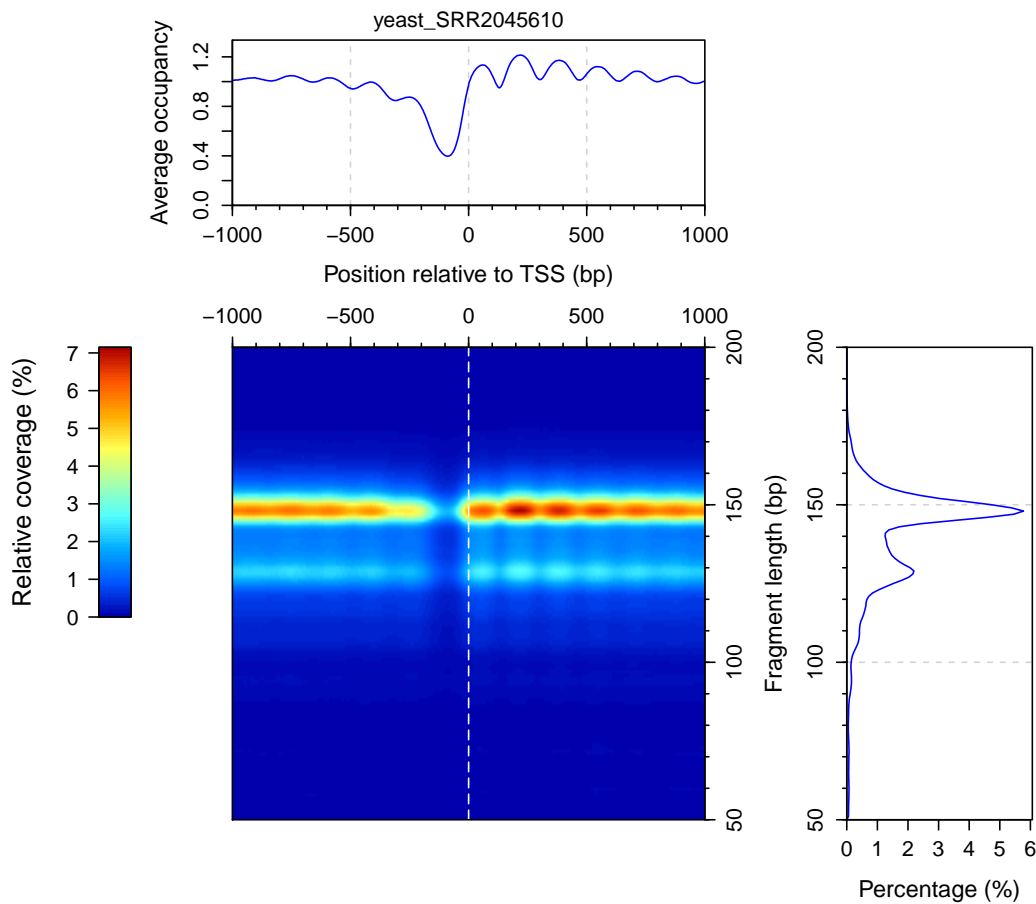 yeast_SRR2045610
Average occupancy
0.0 0.4 0.8 1.2
−1000 −500 0 500 1000
Position relative to TSS (bp)
−1000 −500 0 500 1000
Relative coverage (%)
7
6
5
4
3
2
1
0
200
150
100
50
Fragment length (bp)
200
150
100
50
0 1 2 3 4 5 6
Percentage (%)